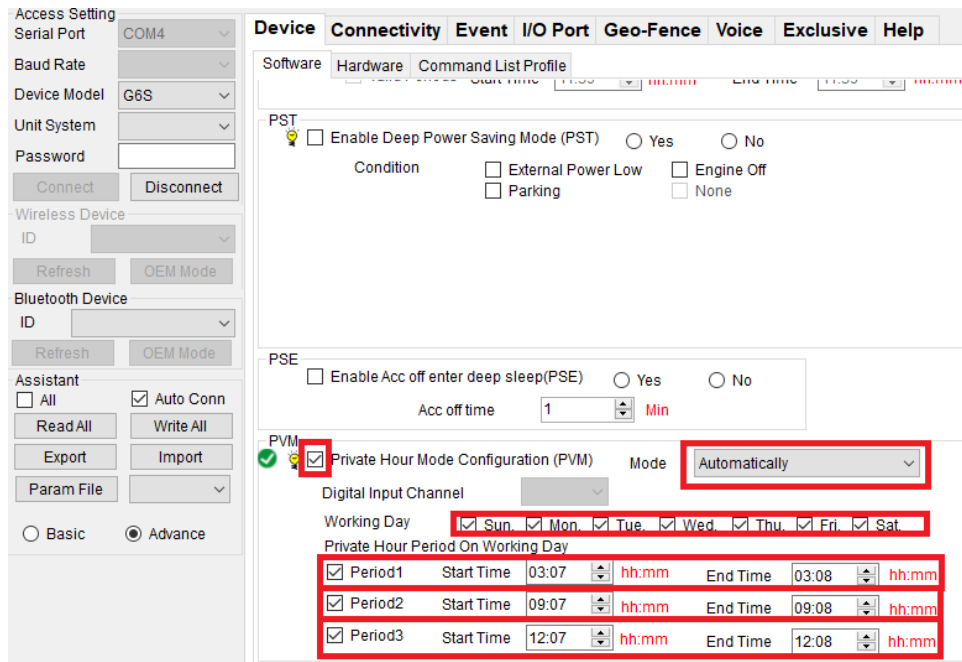 Access Setting
Serial Port COM4
Baud Rate
Device Model G6S
Unit System
Password
Connect Disconnect
Wireless Device
ID
Refresh OEM Mode
Bluetooth Device
ID
Refresh OEM Mode
Assistant
All Auto Conn
Read All Write All
Export Import
Param File
Basic Advance
Device Connectivity Event I/O Port Geo-Fence Voice Exclusive Help
Software Hardware Command List Profile
Start Time hh:mm End Time hh:mm
PST
Enable Deep Power Saving Mode (PST) Yes No
Condition External Power Low Engine Off
Parking None
PSE
Enable Acc off enter deep sleep(PSE) Yes No
Acc off time 1 Min
PVM
Private Hour Mode Configuration (PVM) Mode Automatically
Digital Input Channel
Working Day Sun. Mon. Tue. Wed. Thu. Fri. Sat.
Private Hour Period On Working Day
Period1 Start Time 03:07 hh:mm End Time 03:08 hh:mm
Period2 Start Time 09:07 hh:mm End Time 09:08 hh:mm
Period3 Start Time 12:07 hh:mm End Time 12:08 hh:mm